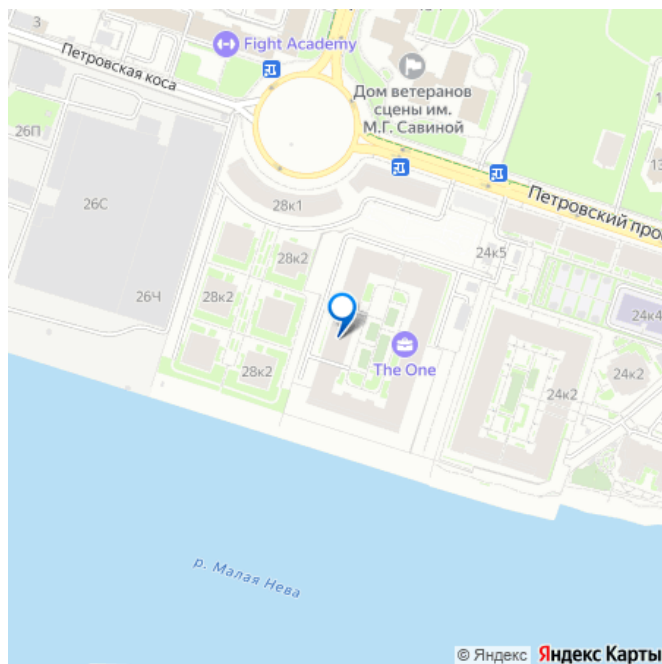 3
Fight Academy
Петровская коса
Дом ветеранов
сцены им.
М.Г. Савиной
26П
26С
28к1
Петровский про
28к2
24к5
26Ч
28к2
24к4
The One
28к2
24к2
24к2
р. Малая Нева
© Яндекс Яндекс Карты